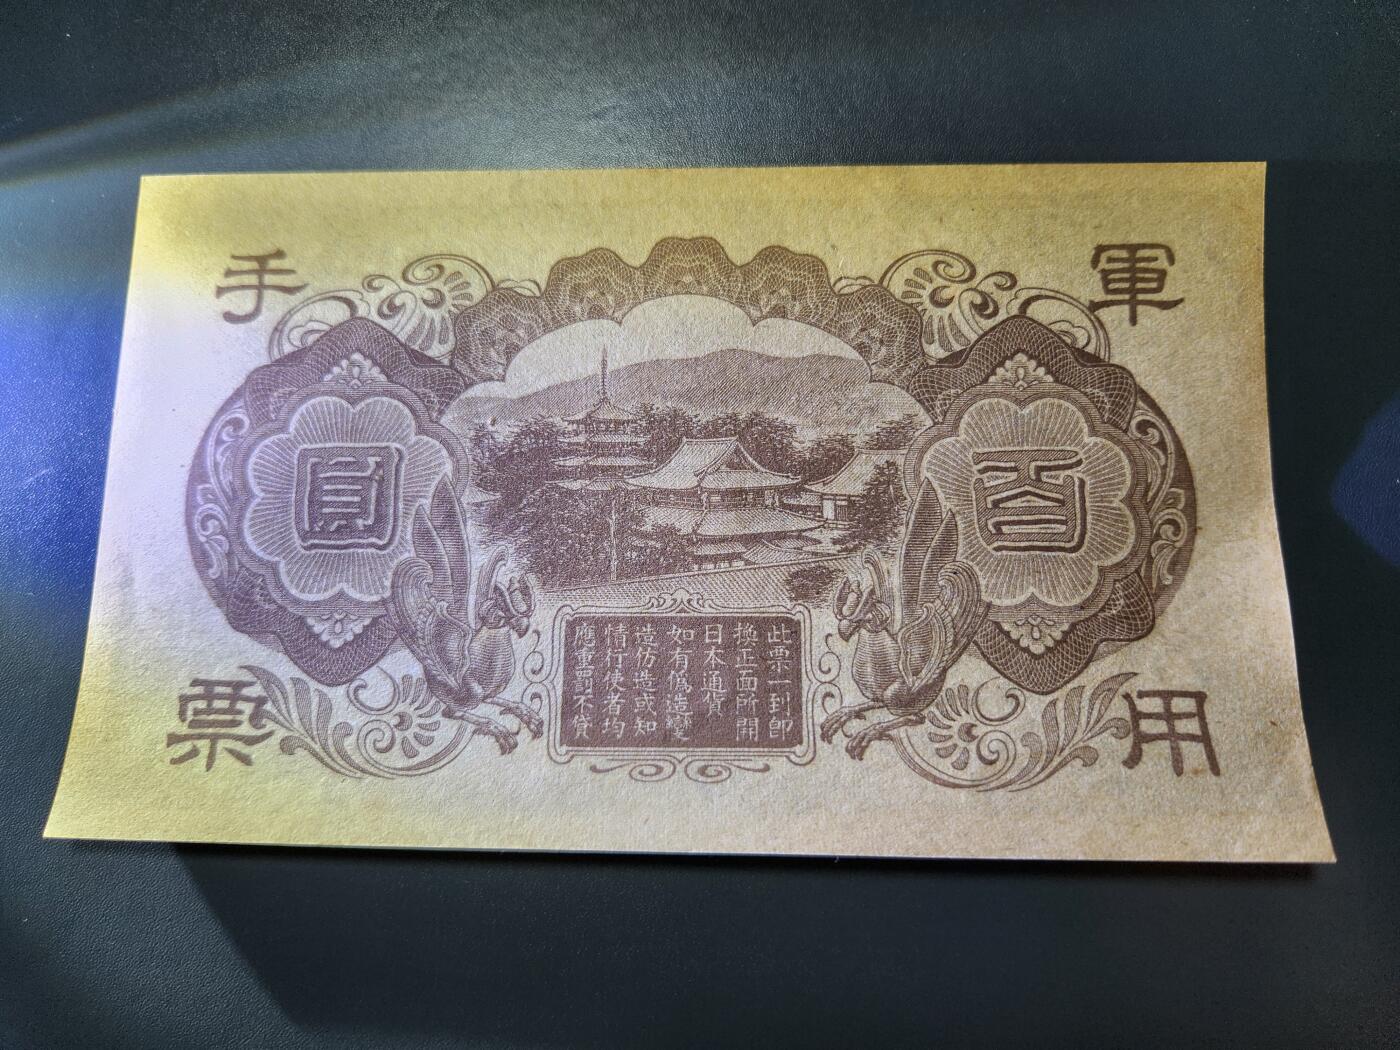 軍用
手票
百圓
此票一到即
換正面所開
日本通貨
如有僞造變
造仿造或知
情行使者均
應重罰不貸